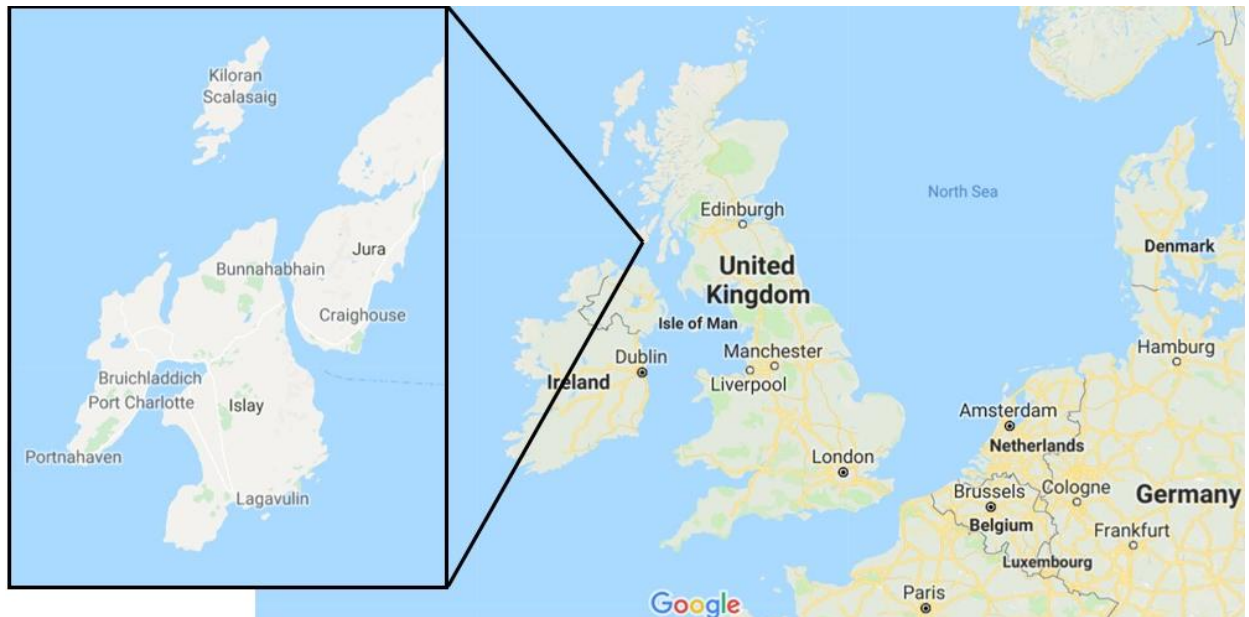 Kiloran
Scalasaig
Jura
Bunnahabhain
Craighouse
Bruichladdich
Port Charlotte
Islay
Portnahaven
Lagavulin
North Sea
Edinburgh
United
Kingdom
Denmark
Isle of Man
Hamburg
Dublin
Manchester
Ireland
Liverpool
Amsterdam
Netherlands
London
Brussels
Cologne
Germany
Belgium
Frankfurt
Luxembourg
Paris
Google